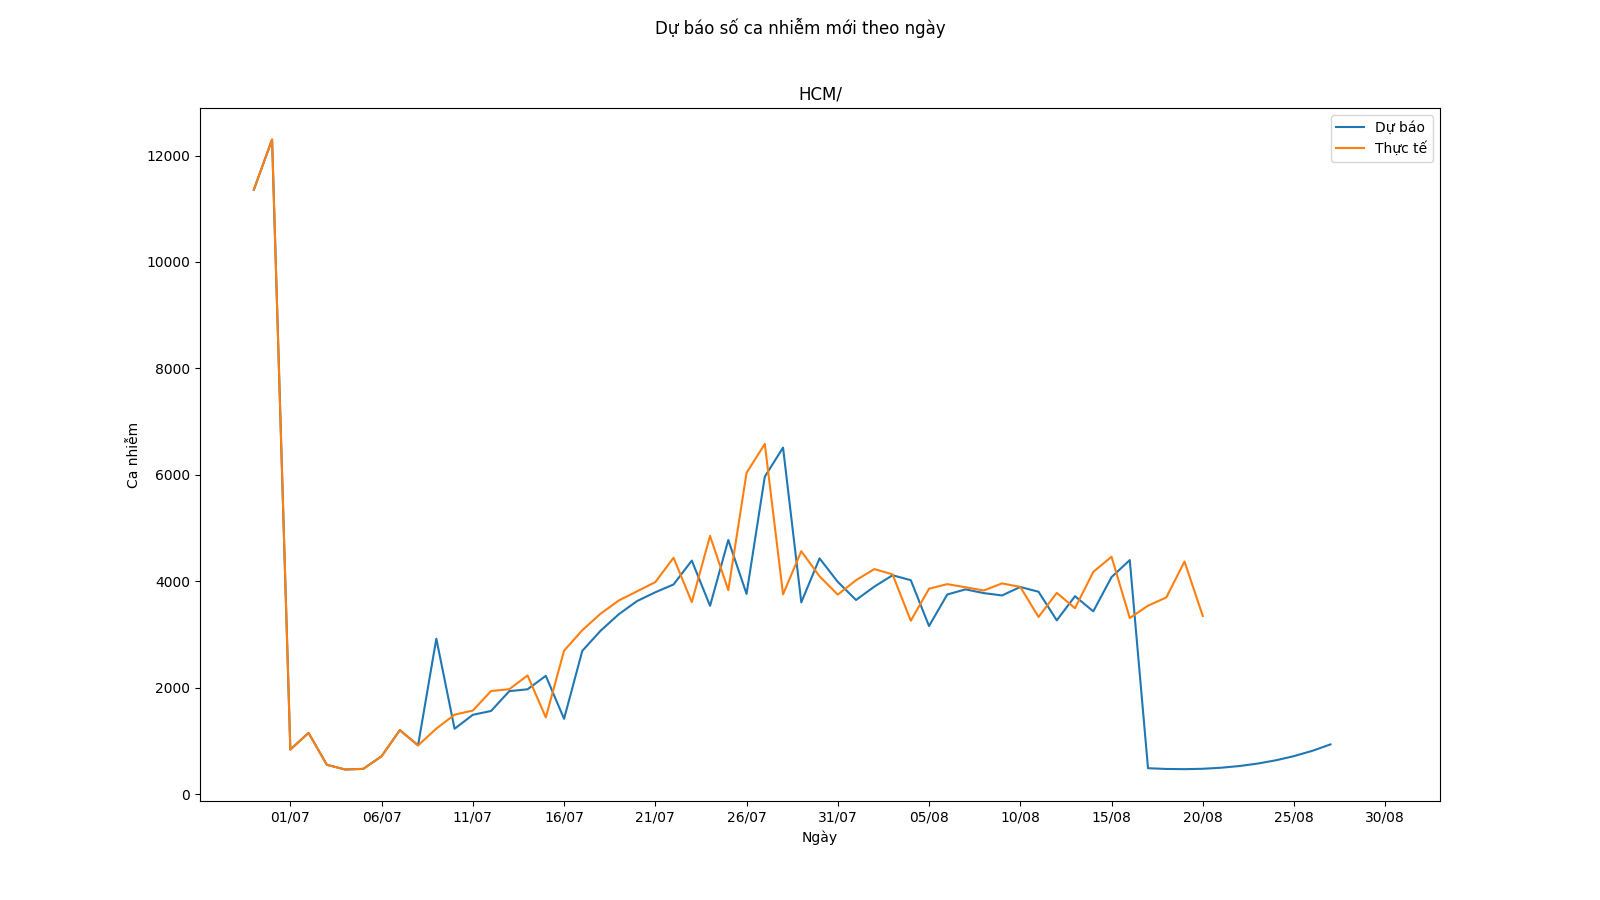 Dự báo số ca nhiễm mới theo ngày
HCM/
Dự báo
Thực tế
12000
10000
8000
6000
4000
2000
0
Ca nhiễm
01/07 06/07 11/07 16/07 21/07 26/07 31/07 05/08 10/08 15/08 20/08 25/08 30/08
Ngày